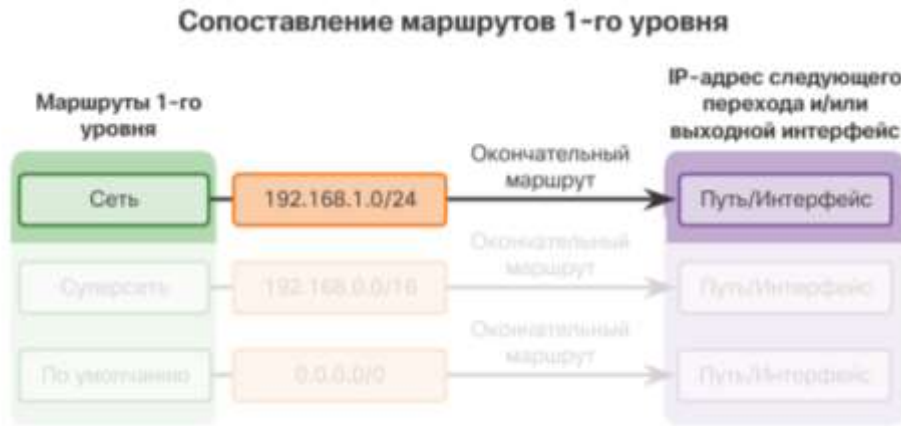 Сопоставление маршрутов 1-го уровня
Маршруты 1-го
уровня
IP-адрес следующего
перехода и/или
выходной интерфейс
Сеть
192.168.1.0/24
Окончательный
маршрут
Путь/Интерфейс
Суперсеть
192.168.0.0/16
Окончательный
маршрут
Путь/Интерфейс
По умолчанию
0.0.0.0/0
Окончательный
маршрут
Путь/Интерфейс